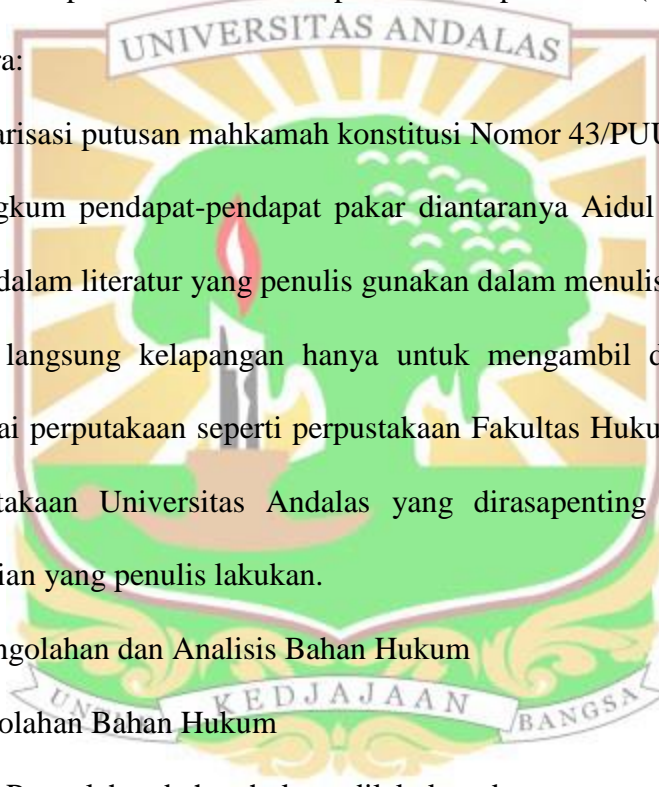 UNIVERSITAS ANDALAS
ra:
arisasi putusan mahkamah konstitusi Nomor 43/PUU
gkum pendapat-pendapat pakar diantaranya Aidul
dalam literatur yang penulis gunakan dalam menulis
langsung kelapangan hanya untuk mengambil d
ai perputakaan seperti perpustakaan Fakultas Huku
takaan Universitas Andalas yang dirasapenting
ian yang penulis lakukan.
ngolahan dan Analisis Bahan Hukum
UNTUK KEDJAJAAN BANGSA
olahan Bahan Hukum